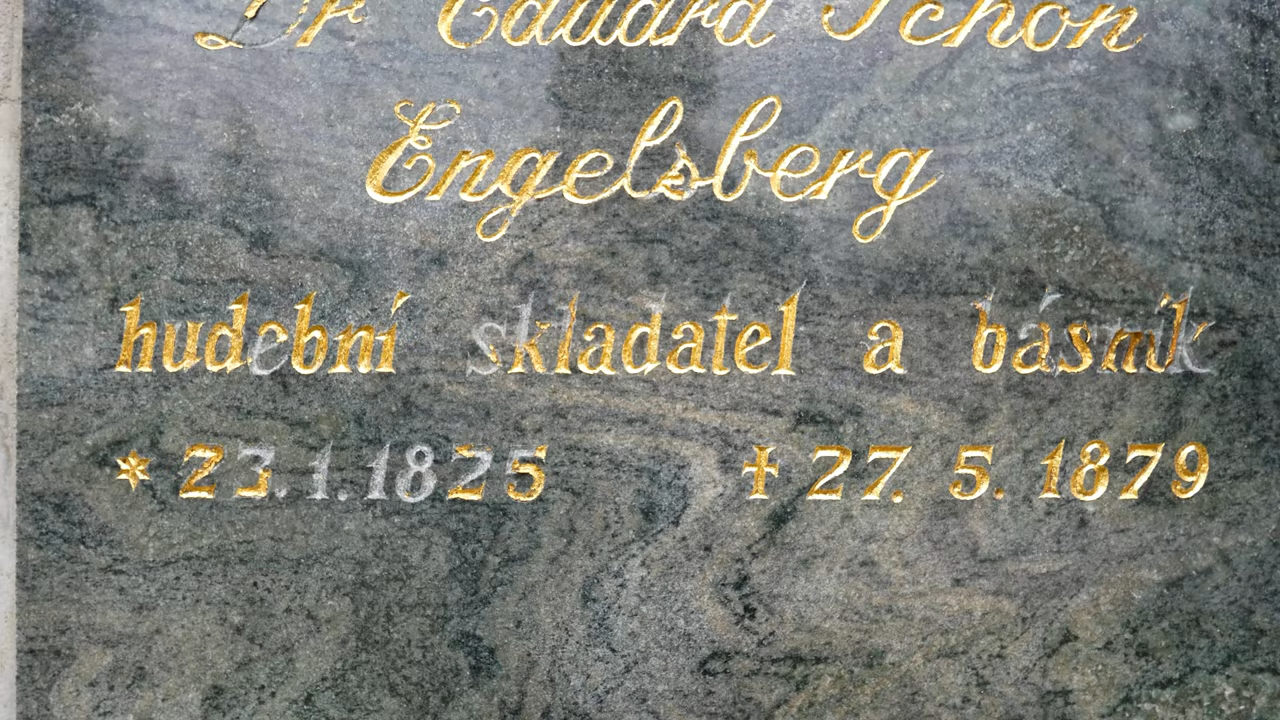 Dr Eduard Schön
Engelsberg
hudební skladatel a básník
* 23.1.1825 † 27. 5. 1879